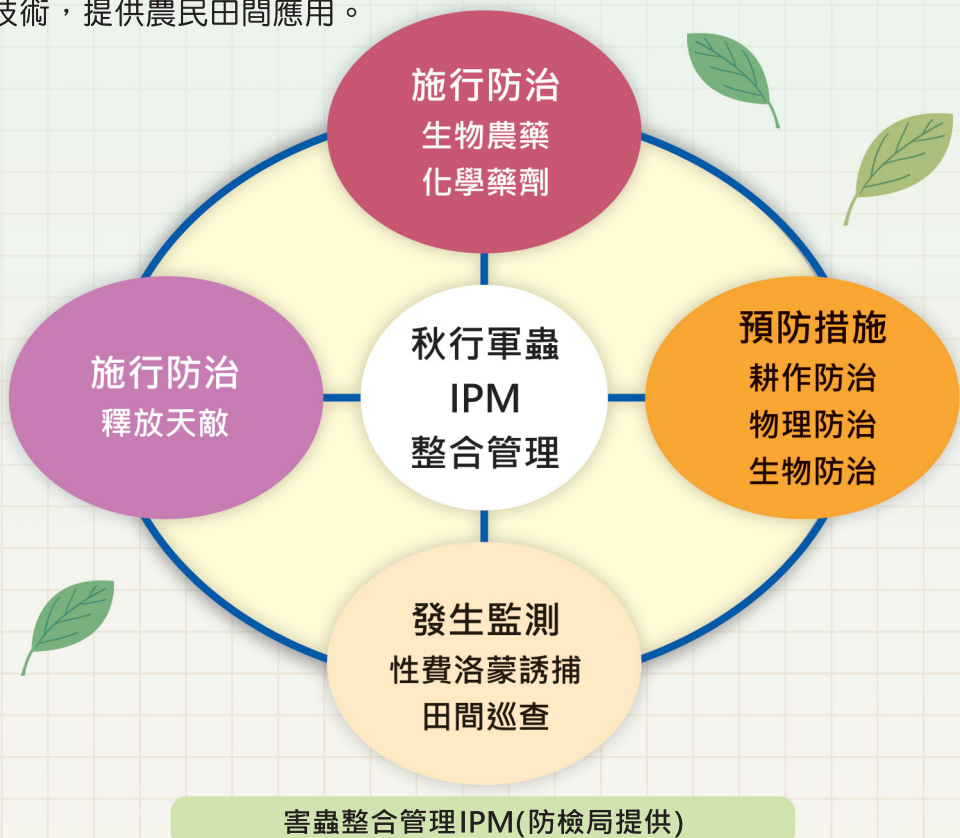 技術，提供農民田間應用。
施行防治
生物農藥
化學藥劑
秋行軍蟲
IPM
整合管理
預防措施
耕作防治
物理防治
生物防治
施行防治
釋放天敵
發生監測
性費洛蒙誘捕
田間巡查
害蟲整合管理IPM(防檢局提供)